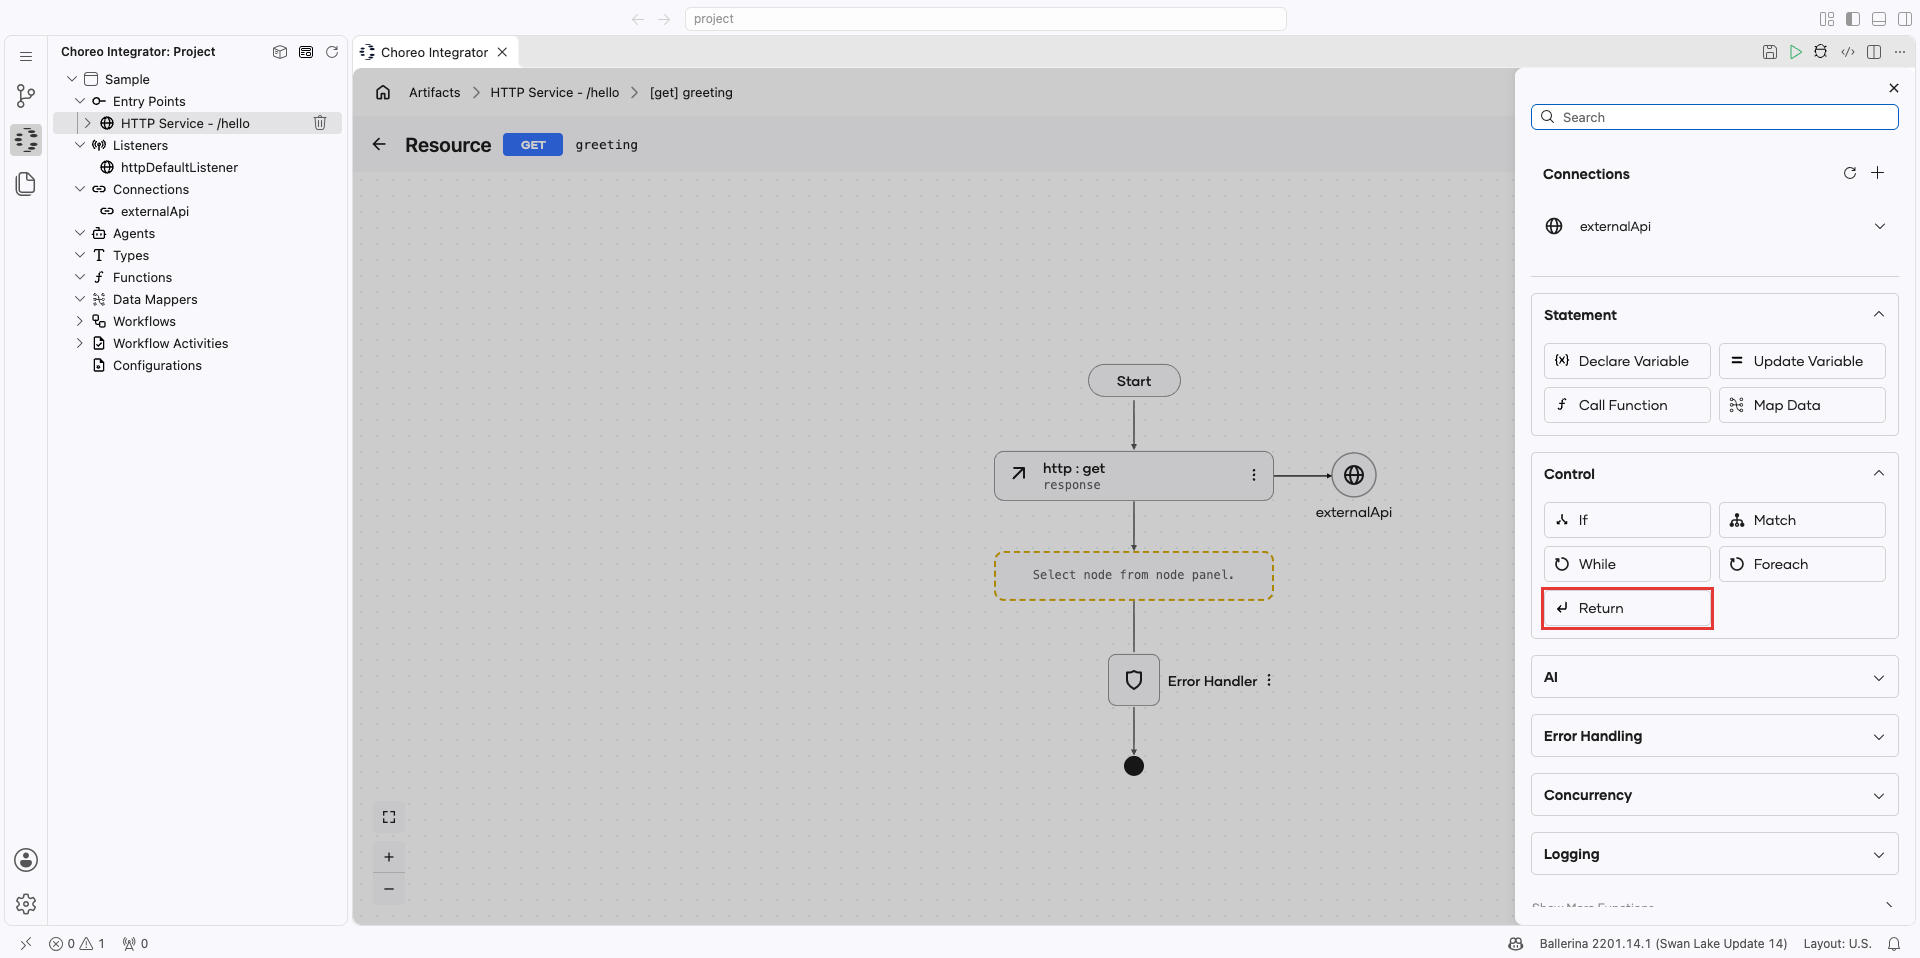 project
Choreo Integrator: Project
Sample
Entry Points
HTTP Service - /hello
Listeners
httpDefaultListener
Connections
externalApi
Agents
Types
Functions
Data Mappers
Workflows
Workflow Activities
Configurations
Choreo Integrator
Artifacts
HTTP Service - /hello
[get] greeting
Resource
GET
greeting
Start
http : get
response
externalApi
Select node from node panel.
Error Handler
Search
Connections
externalApi
Statement
Declare Variable
Update Variable
Call Function
Map Data
Control
If
Match
While
Foreach
Return
AI
Error Handling
Concurrency
Logging
Show More Functions
0
1
0
Ballerina 2201.14.1 (Swan Lake Update 14)
Layout: U.S.